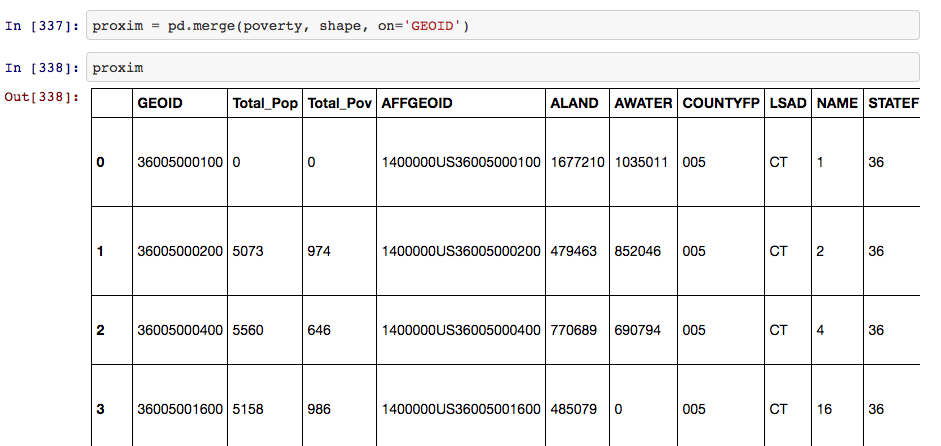 In [337]: proxim = pd.merge(poverty, shape, on='GEOID')
In [338]: proxim
Out[338]:
GEOID Total_Pop Total_Pov AFFGEOID ALAND AWATER COUNTYFP LSAD NAME STATEF
0 36005000100 0 0 1400000US36005000100 1677210 1035011 005 CT 1 36
1 36005000200 5073 974 1400000US36005000200 479463 852046 005 CT 2 36
2 36005000400 5560 646 1400000US36005000400 770689 690794 005 CT 4 36
3 36005001600 5158 986 1400000US36005001600 485079 0 005 CT 16 36